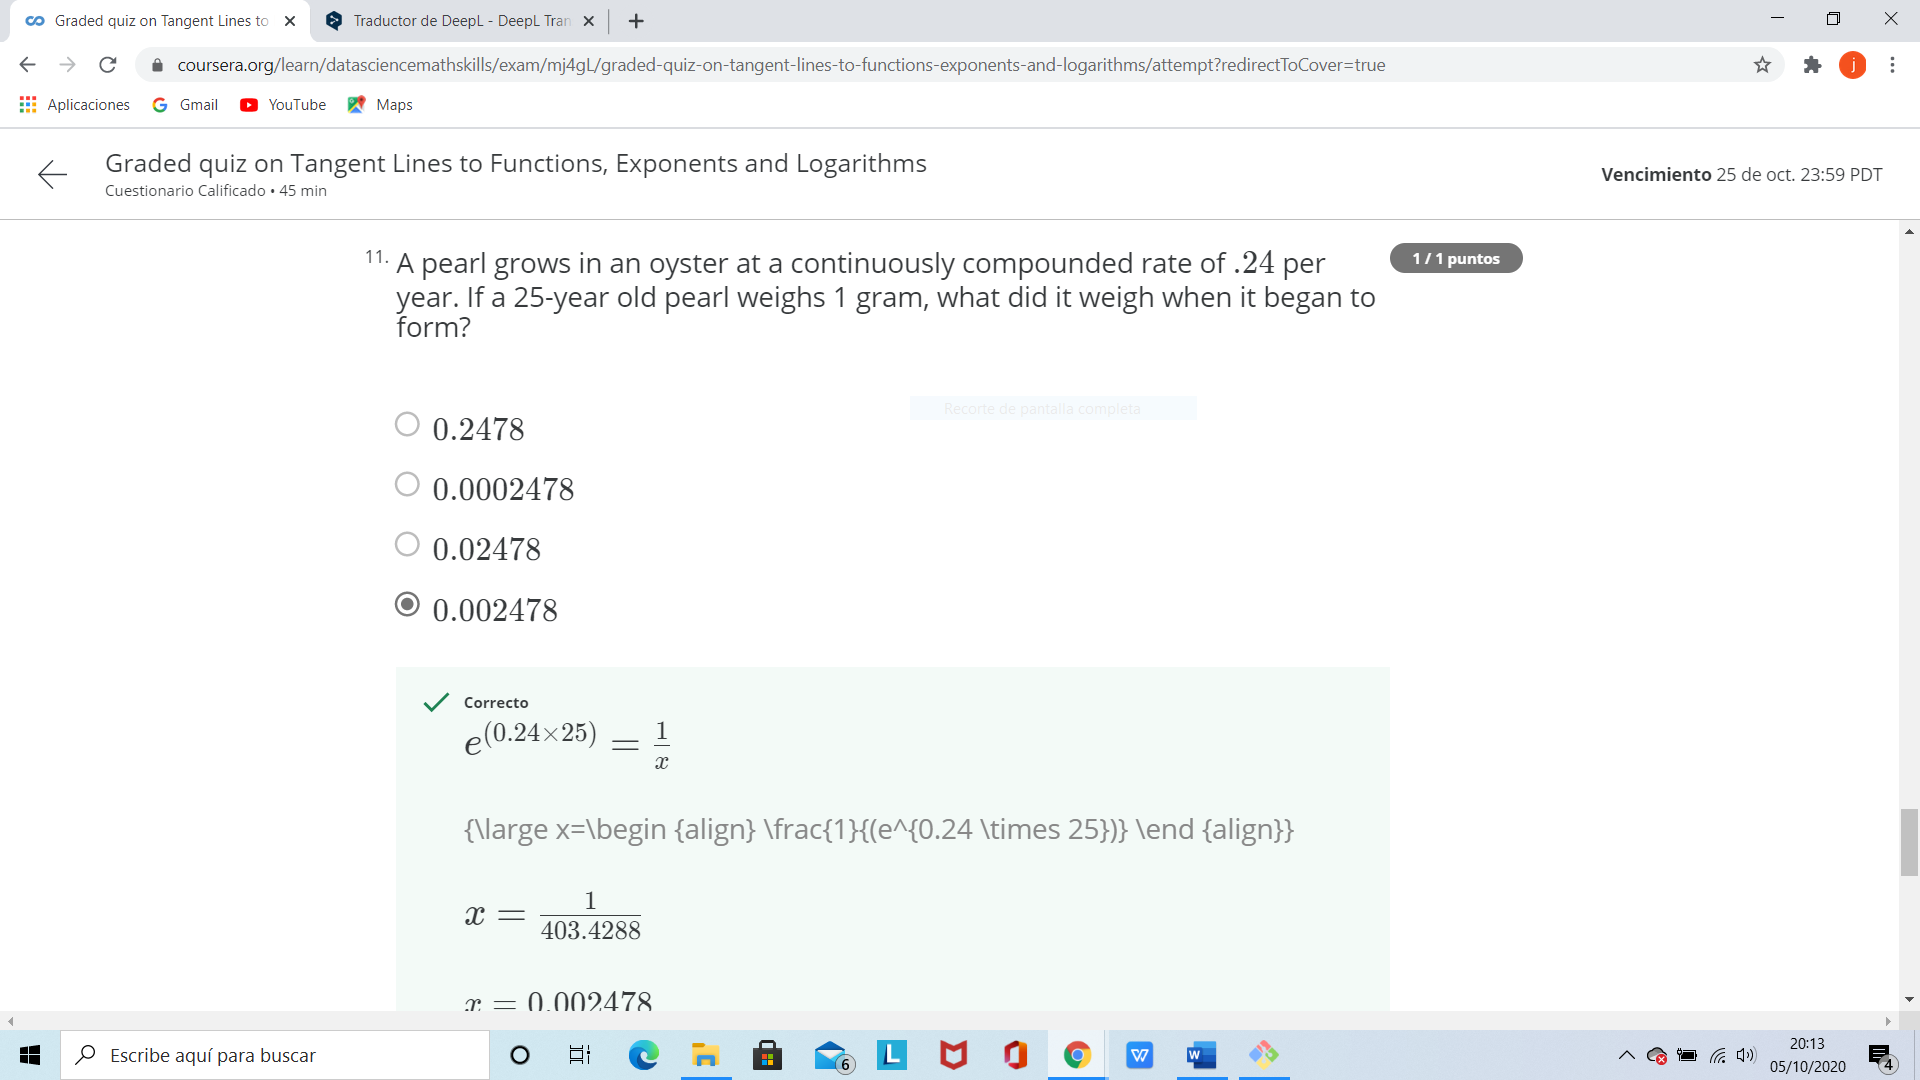 Graded quiz on Tangent Lines to
Traductor de DeepL - DeepL Tran
coursera.org/learn/datasciencemathskills/exam/mj4gL/graded-quiz-on-tangent-lines-to-functions-exponents-and-logarithms/attempt?redirectToCover=true
j
Aplicaciones
Gmail
YouTube
Maps
Graded quiz on Tangent Lines to Functions, Exponents and Logarithms
Cuestionario Calificado • 45 min
Vencimiento 25 de oct. 23:59 PDT
11. A pearl grows in an oyster at a continuously compounded rate of .24 per
year. If a 25-year old pearl weighs 1 gram, what did it weigh when it began to
form?
1 / 1 puntos
Recorte de pantalla completa
0.2478
0.0002478
0.02478
0.002478
Correcto
e^(0.24×25) = 1/x
{\large x=\begin {align} \frac{1}{(e^{0.24 \times 25})} \end {align}}
x = 1/403.4288
x = 0.002478
Escribe aquí para buscar
6
L
W
W
20:13
05/10/2020
4